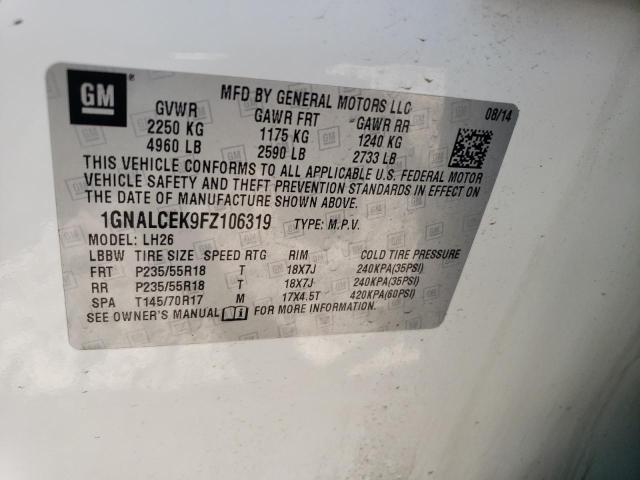 GM
MFD BY GENERAL MOTORS LLC 08/14
GVWR GAWR FRT GAWR RR
2250 KG 1175 KG 1240 KG
4960 LB 2590 LB 2733 LB
THIS VEHICLE CONFORMS TO ALL APPLICABLE U.S. FEDERAL MOTOR
VEHICLE SAFETY AND THEFT PREVENTION STANDARDS IN EFFECT ON
THE DATE OF MANUFACTURE SHOWN ABOVE.
1GNALCEK9FZ106319 TYPE: M.P.V.
MODEL: LH26
LBBW TIRE SIZE SPEED RTG RIM COLD TIRE PRESSURE
FRT P235/55R18 T 18X7J 240KPA(35PSI)
RR P235/55R18 T 18X7J 240KPA(35PSI)
SPA T145/70R17 M 17X4.5T 420KPA(60PSI)
SEE OWNER'S MANUAL FOR MORE INFORMATION.